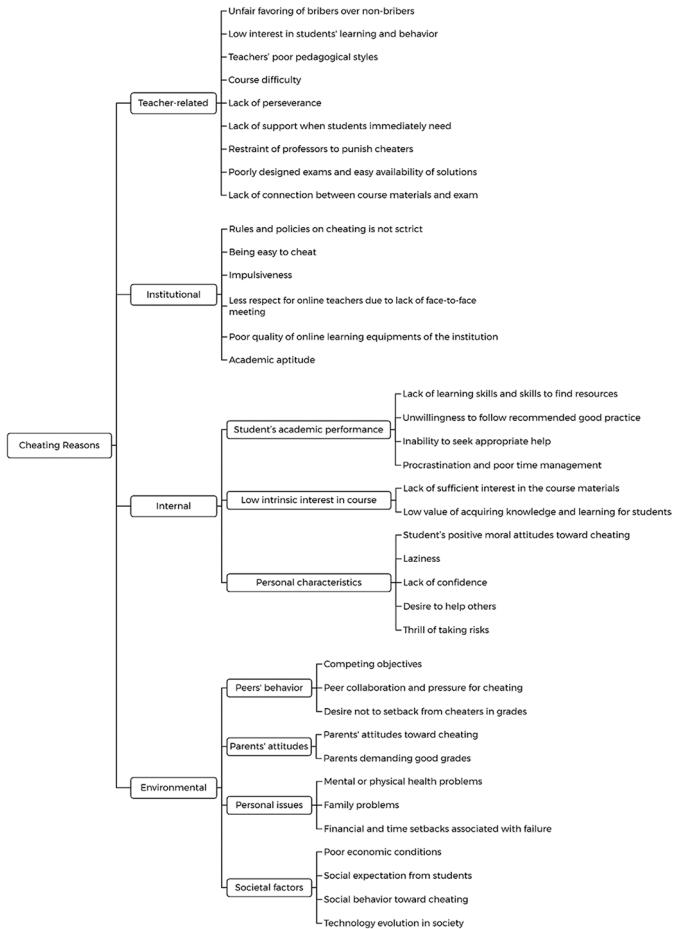 Cheating Reasons
Teacher-related
Unfair favoring of bribers over non-bribers
Low interest in students' learning and behavior
Teachers' poor pedagogical styles
Course difficulty
Lack of perseverance
Lack of support when students immediately need
Restraint of professors to punish cheaters
Poorly designed exams and easy availability of solutions
Lack of connection between course materials and exam
Institutional
Rules and policies on cheating is not sctrict
Being easy to cheat
Impulsiveness
Less respect for online teachers due to lack of face-to-face
meeting
Poor quality of online learning equipments of the institution
Academic aptitude
Internal
Student's academic performance
Lack of learning skills and skills to find resources
Unwillingness to follow recommended good practice
Inability to seek appropriate help
Procrastination and poor time management
Low intrinsic interest in course
Lack of sufficient interest in the course materials
Low value of acquiring knowledge and learning for students
Personal characteristics
Student's positive moral attitudes toward cheating
Laziness
Lack of confidence
Desire to help others
Thrill of taking risks
Environmental
Peers' behavior
Competing objectives
Peer collaboration and pressure for cheating
Desire not to setback from cheaters in grades
Parents' attitudes
Parents' attitudes toward cheating
Parents demanding good grades
Personal issues
Mental or physical health problems
Family problems
Financial and time setbacks associated with failure
Societal factors
Poor economic conditions
Social expectation from students
Social behavior toward cheating
Technology evolution in society